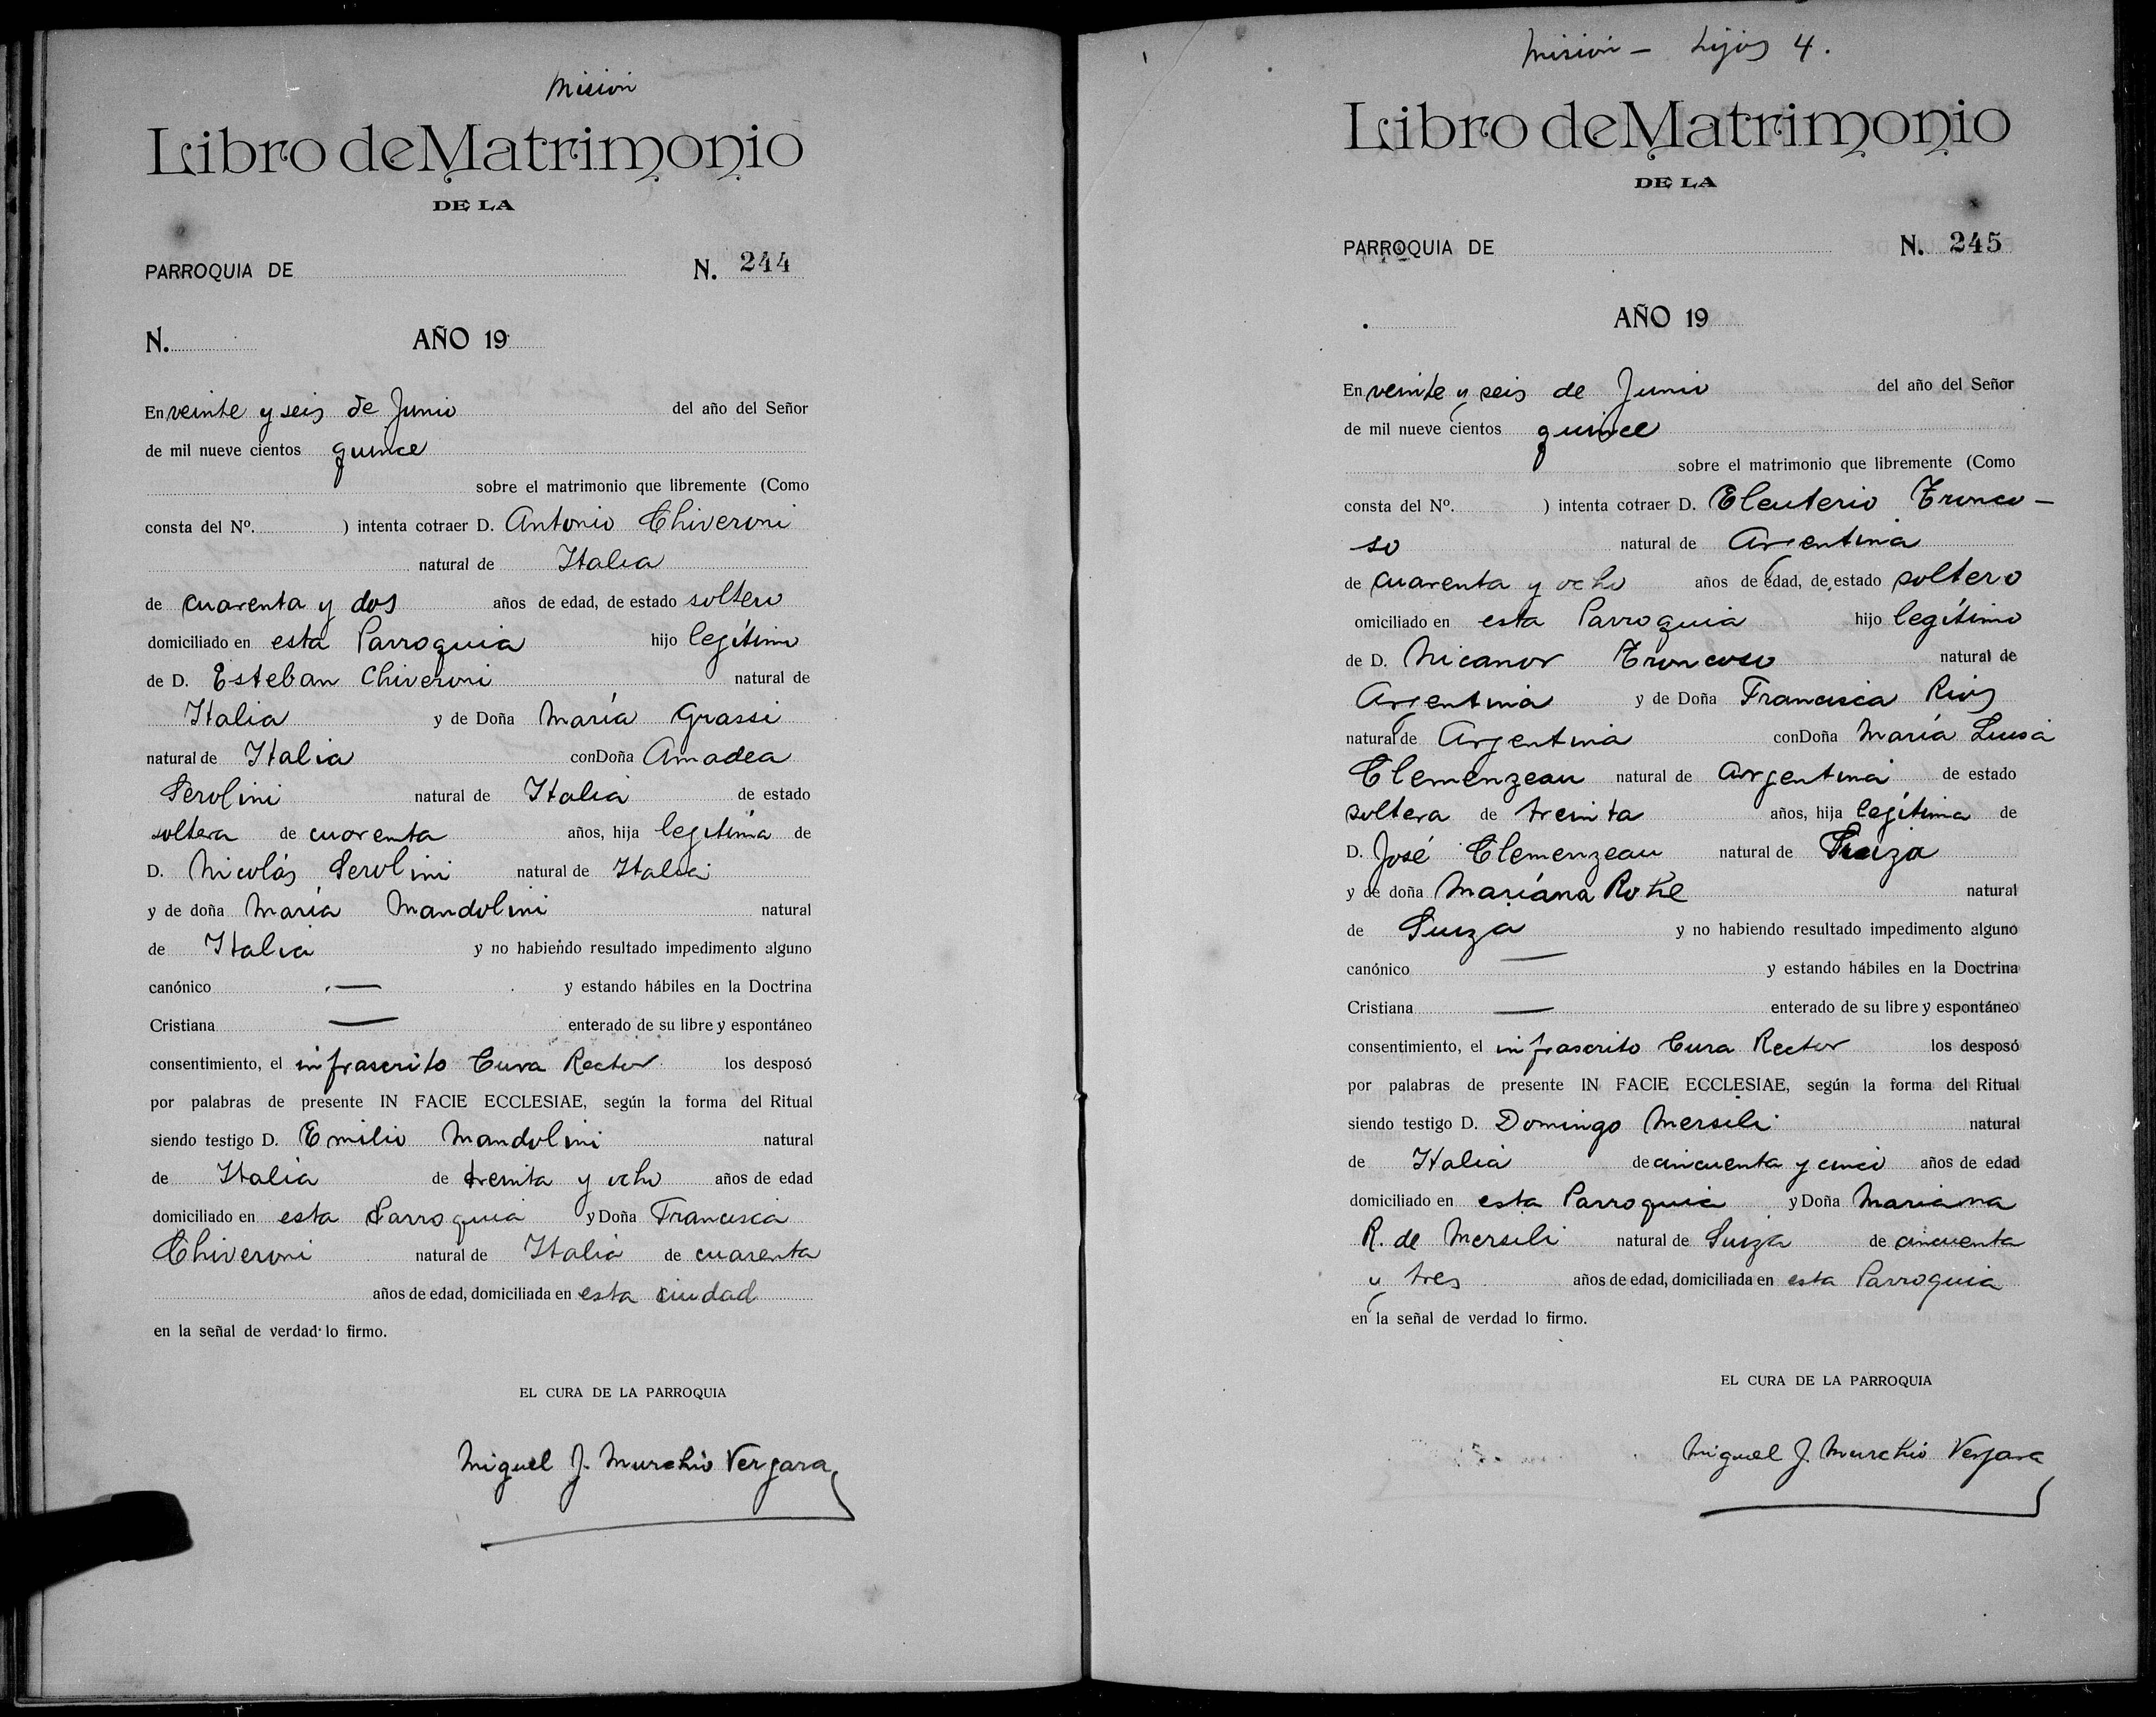 Misión
Libro de Matrimonio
DE LA
PARROQUIA DE N. 244
N. AÑO 19
En veinte y seis de Junio del año del Señor
de mil nueve cientos quince
sobre el matrimonio que libremente (Como
consta del Nº. ) intenta cotraer D. Antonio Chiveroni
natural de Italia
de cuarenta y dos años de edad, de estado soltero
domiciliado en esta Parroquia hijo legítimo
de D. Esteban Chiveroni natural de
Italia y de Doña María Grassi
natural de Italia con Doña Amadea
Serolini natural de Italia de estado
soltera de cuarenta años, hija legítima de
D. Nicolás Serolini natural de Italia
y de doña María Mandolini natural
de Italia y no habiendo resultado impedimento alguno
canónico — y estando hábiles en la Doctrina
Cristiana — enterado de su libre y espontáneo
consentimiento, el infrascrito Cura Rector los desposó
por palabras de presente IN FACIE ECCLESIAE, según la forma del Ritual
siendo testigo D. Emilio Mandolini natural
de Italia de treinta y ocho años de edad
domiciliado en esta Parroquia y Doña Francisca
Chiveroni natural de Italia de cuarenta
años de edad, domiciliada en esta ciudad
en la señal de verdad lo firmo.
EL CURA DE LA PARROQUIA
Miguel J. Murchio Vergara
Misión — hijos 4.
Libro de Matrimonio
DE LA
PARROQUIA DE N. 245
AÑO 19
En veinte y seis de Junio del año del Señor
de mil nueve cientos quince
sobre el matrimonio que libremente (Como
consta del Nº. ) intenta cotraer D. Eleuterio Tronco-
so natural de Argentina
de cuarenta y ocho años de edad, de estado soltero
omiciliado en esta Parroquia hijo legítimo
de D. Nicanor Troncoso natural de
Argentina y de Doña Francisca Rios
natural de Argentina con Doña María Luisa
Clemenzeau natural de Argentina de estado
soltera de treinta años, hija legítima de
D. José Clemenzeau natural de Suiza
y de doña Mariana Rohe natural
de Suiza y no habiendo resultado impedimento alguno
canónico — y estando hábiles en la Doctrina
Cristiana — enterado de su libre y espontáneo
consentimiento, el infrascrito Cura Rector los desposó
por palabras de presente IN FACIE ECCLESIAE, según la forma del Ritual
siendo testigo D. Domingo Mersili natural
de Italia de cincuenta y cinco años de edad
domiciliado en esta Parroquia y Doña Mariana
R. de Mersili natural de Suiza de cincuenta
y tres años de edad, domiciliada en esta Parroquia
en la señal de verdad lo firmo.
EL CURA DE LA PARROQUIA
Miguel J. Murchio Vergara